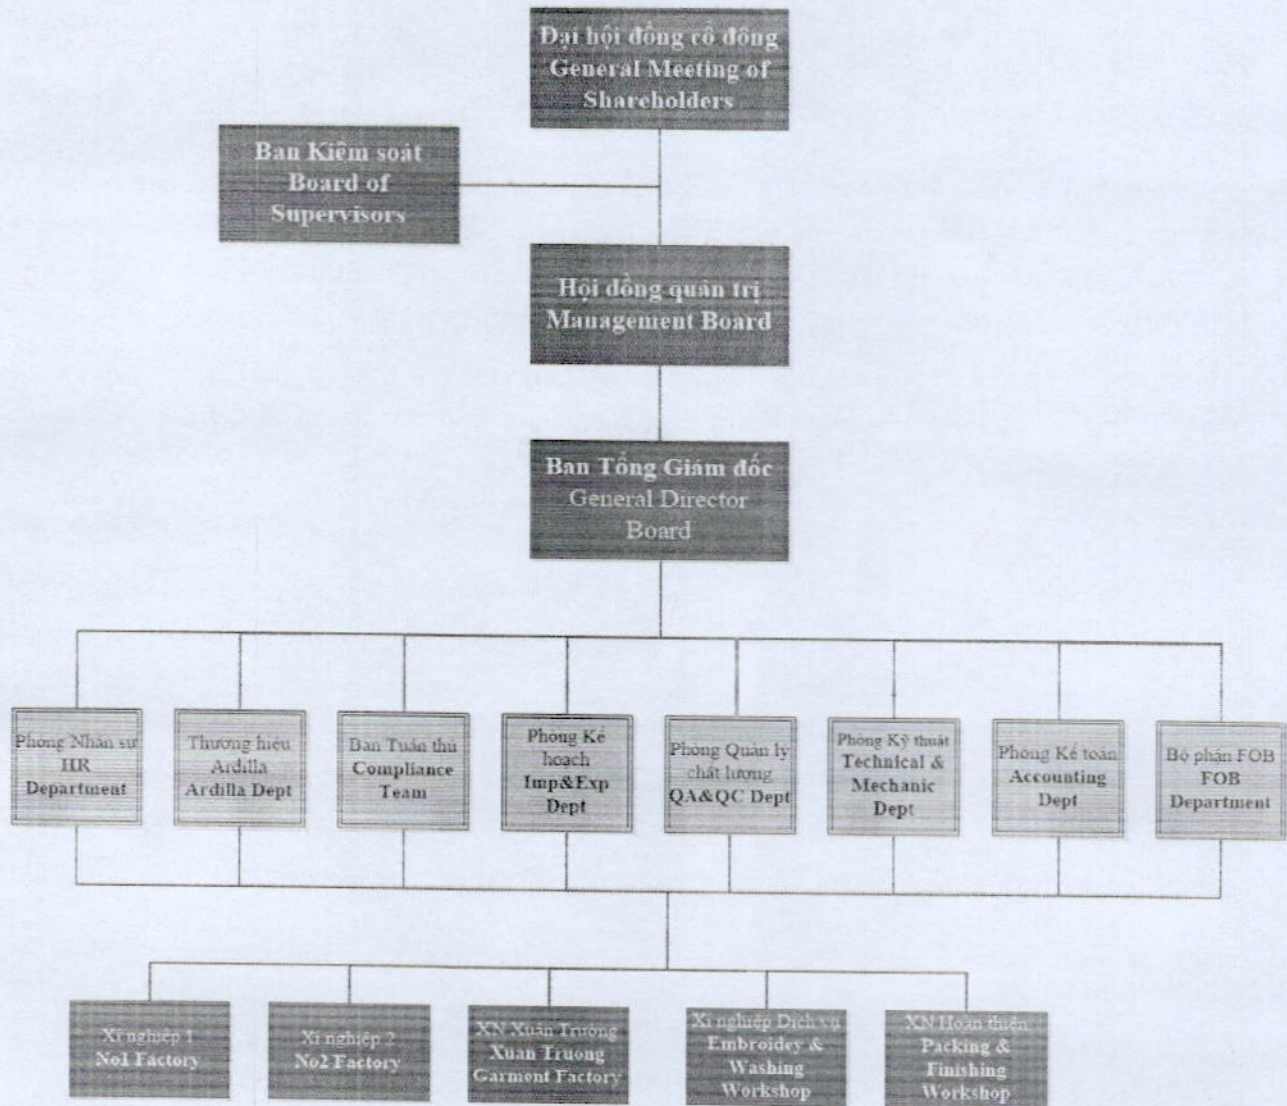 Đại hội đồng cổ đông
General Meeting of
Shareholders
Ban Kiểm soát
Board of
Supervisors
Hội đồng quản trị
Management Board
Ban Tổng Giám đốc
General Director
Board
Phòng Nhân sự
HR
Department
Thương hiệu
Ardilla
Ardilla Dept
Ban Tuân thủ
Compliance
Team
Phòng Kế
hoạch
Imp&Exp
Dept
Phòng Quản lý
chất lượng
QA&QC Dept
Phòng Kỹ thuật
Technical &
Mechanic
Dept
Phòng Kế toán
Accounting
Dept
Bộ phận FOB
FOB
Department
Xí nghiệp 1
No1 Factory
Xí nghiệp 2
No2 Factory
XN Xuân Trường
Xuan Truong
Garment Factory
Xí nghiệp Dịch vụ
Embroidey &
Washing
Workshop
XN Hoàn thiện
Packing &
Finishing
Workshop